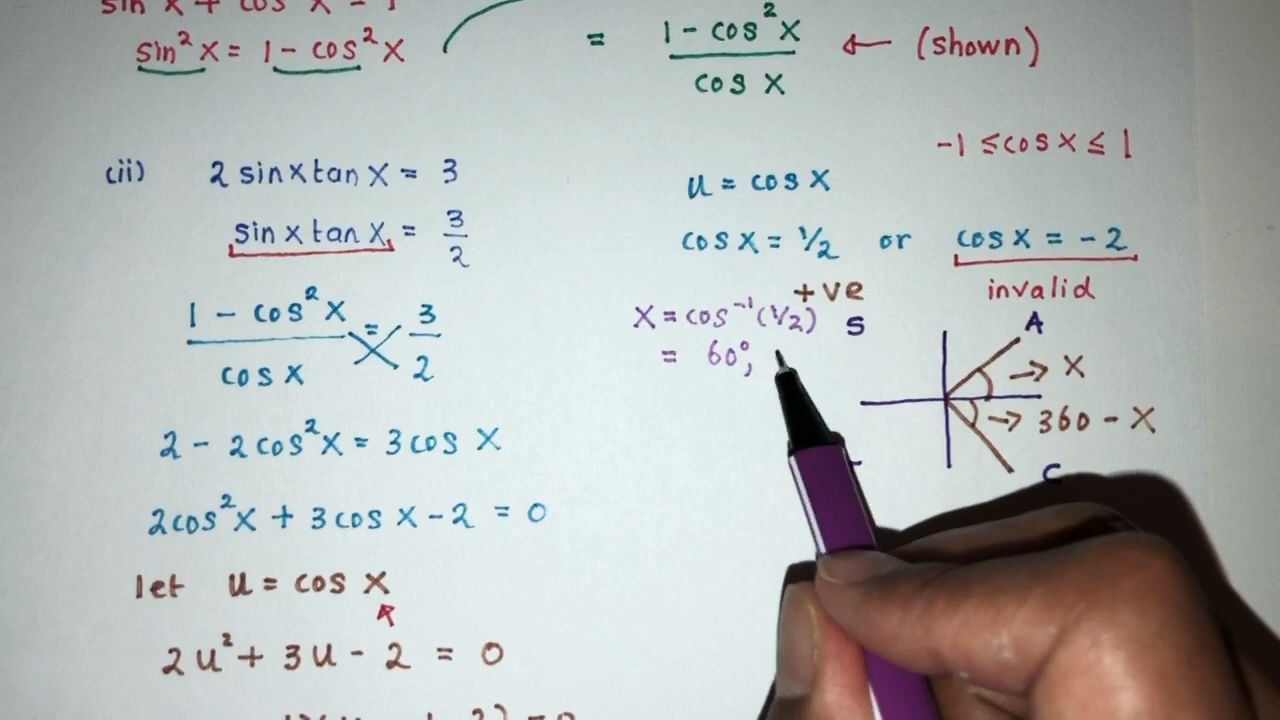 sin²x = 1 - cos²x
= 1 - cos²x / cos x ← (shown)
(ii) 2 sin x tan x = 3
sin x tan x = 3/2
1 - cos²x / cos x = 3/2
2 - 2cos²x = 3cos x
2cos²x + 3cos x - 2 = 0
let u = cos x
2u² + 3u - 2 = 0
-1 ≤ cos x ≤ 1
u = cos x
cos x = 1/2 or cos x = -2
invalid
+ve
x = cos⁻¹(1/2)
= 60°,
S
A
→ x
→ 360 - x
C